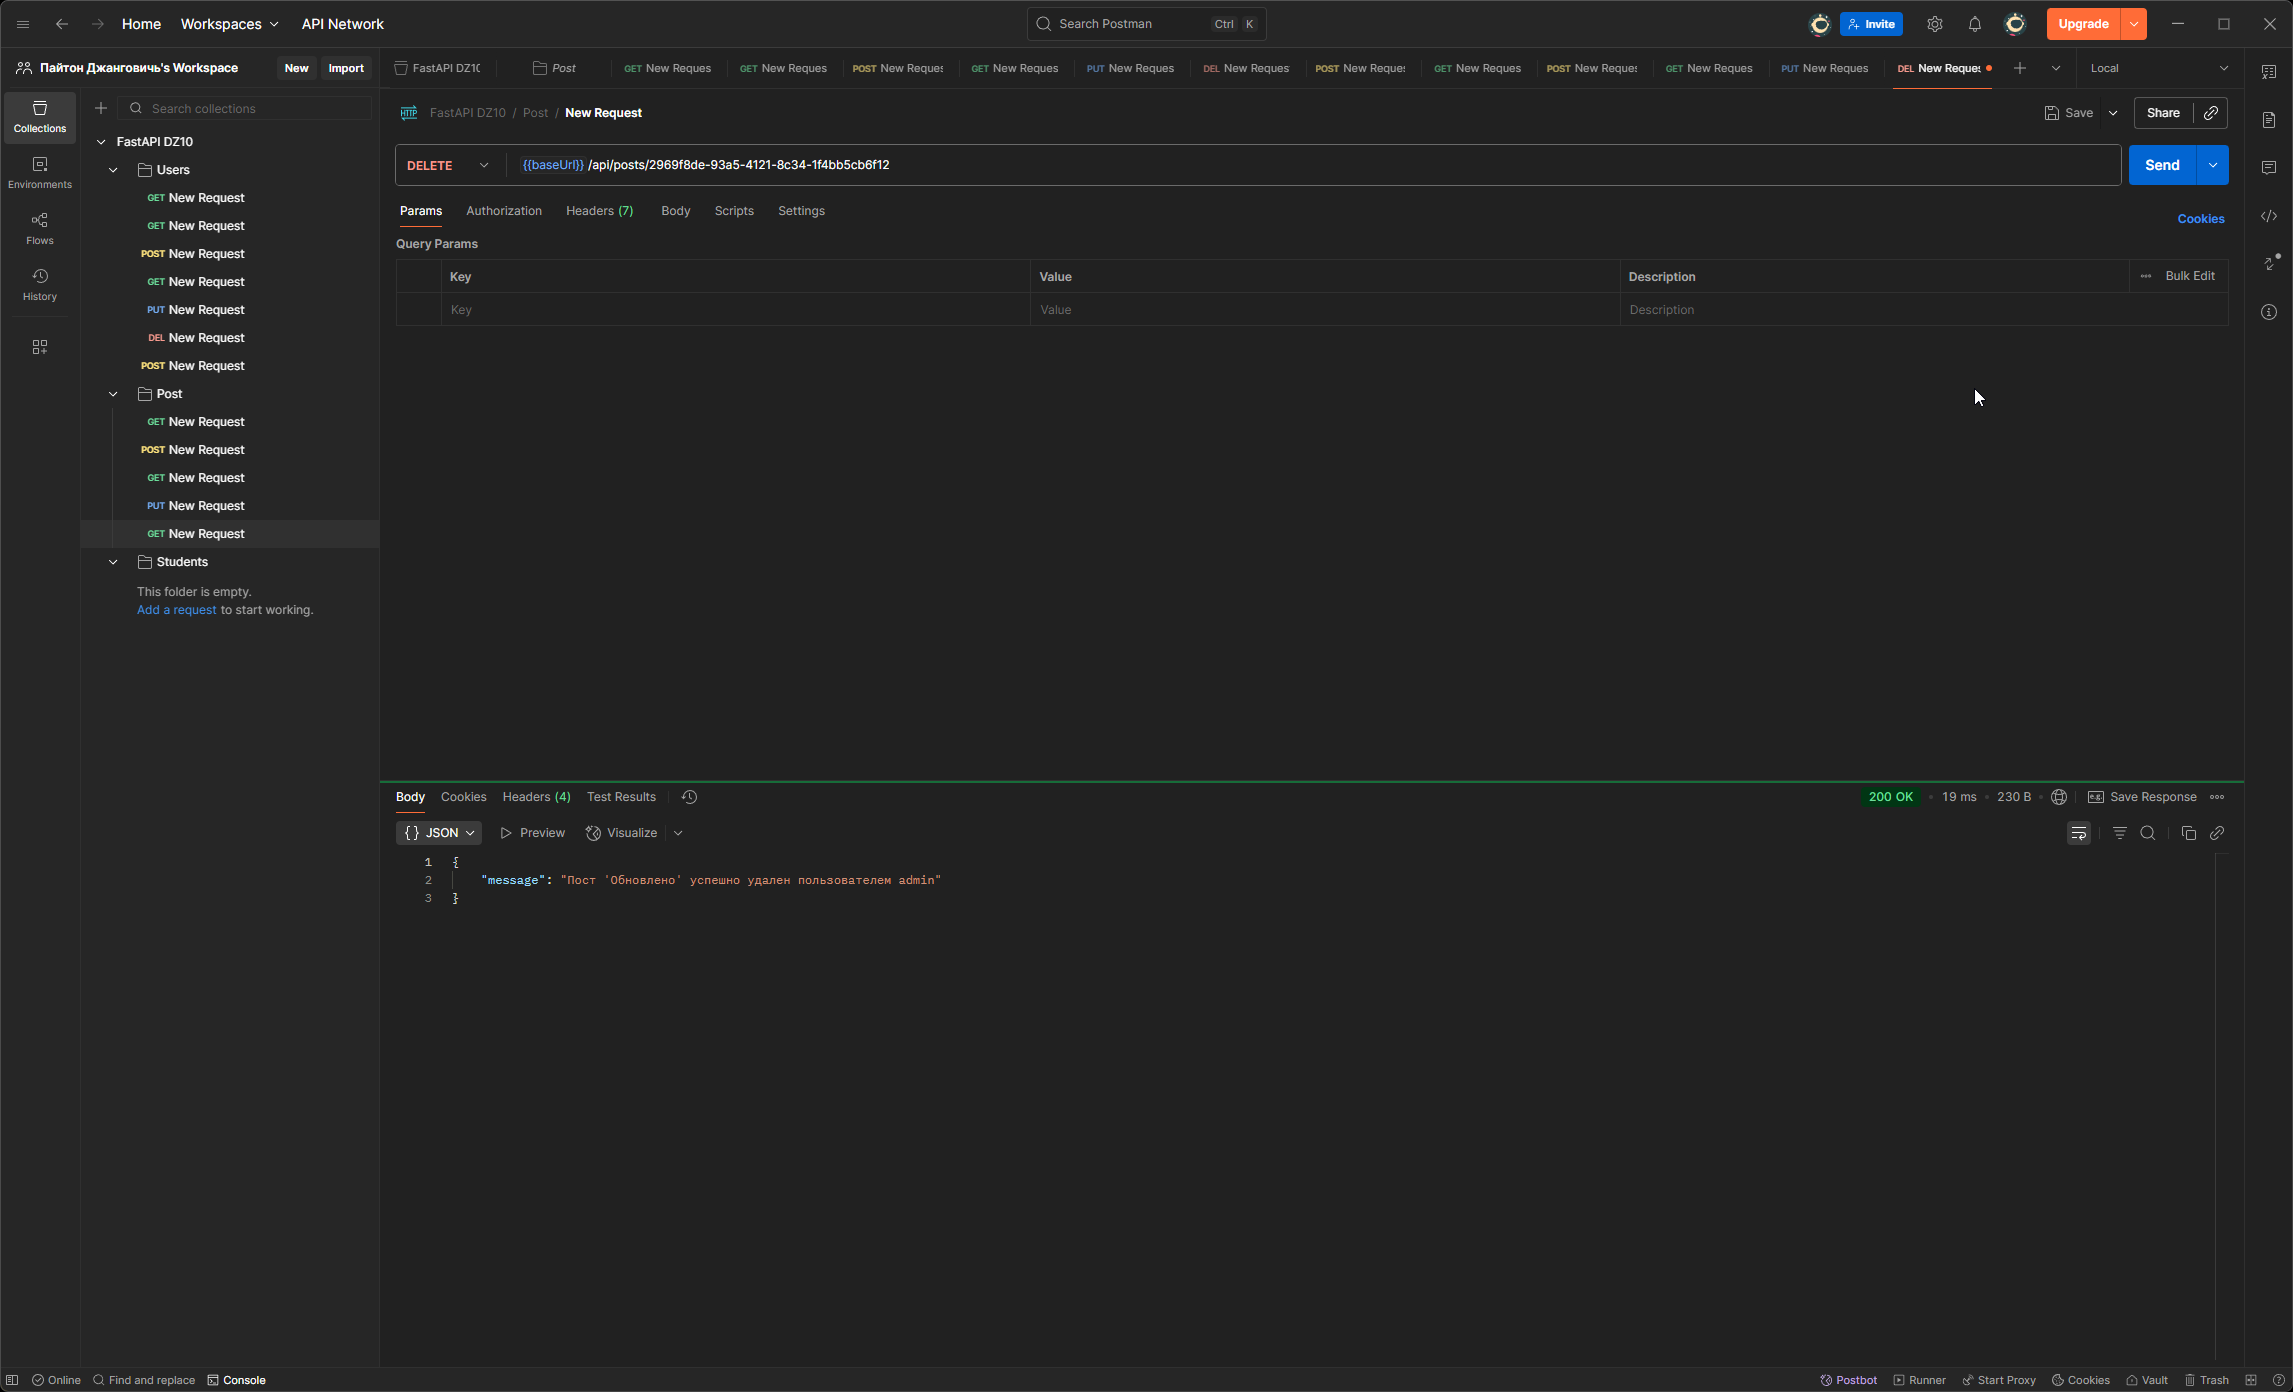 Home Workspaces API Network
Search Postman Ctrl K
Invite
Upgrade
Пайтон Джанговичь's Workspace New Import
FastAPI DZ1
Post
GET New Reques
GET New Reques
POST New Reques
GET New Reques
PUT New Reques
DEL New Reques
POST New Reques
GET New Reques
POST New Reques
GET New Reques
PUT New Reques
DEL New Reques
Local
Collections
Environments
Flows
History
Search collections
FastAPI DZ10
Users
GET New Request
GET New Request
POST New Request
GET New Request
PUT New Request
DEL New Request
POST New Request
Post
GET New Request
POST New Request
GET New Request
PUT New Request
GET New Request
Students
This folder is empty.
Add a request to start working.
HTTP FastAPI DZ10 / Post / New Request
Save Share
DELETE {{baseUrl}} /api/posts/2969f8de-93a5-4121-8c34-1f4bb5cb6f12
Send
Params Authorization Headers (7) Body Scripts Settings
Cookies
Query Params
Key Value Description Bulk Edit
Key Value Description
Body Cookies Headers (4) Test Results
200 OK 19 ms 230 B e.g. Save Response
{} JSON Preview Visualize
1 {
2 "message": "Пост 'Обновлено' успешно удален пользователем admin"
3 }
Online Find and replace Console
Postbot Runner Start Proxy Cookies Vault Trash